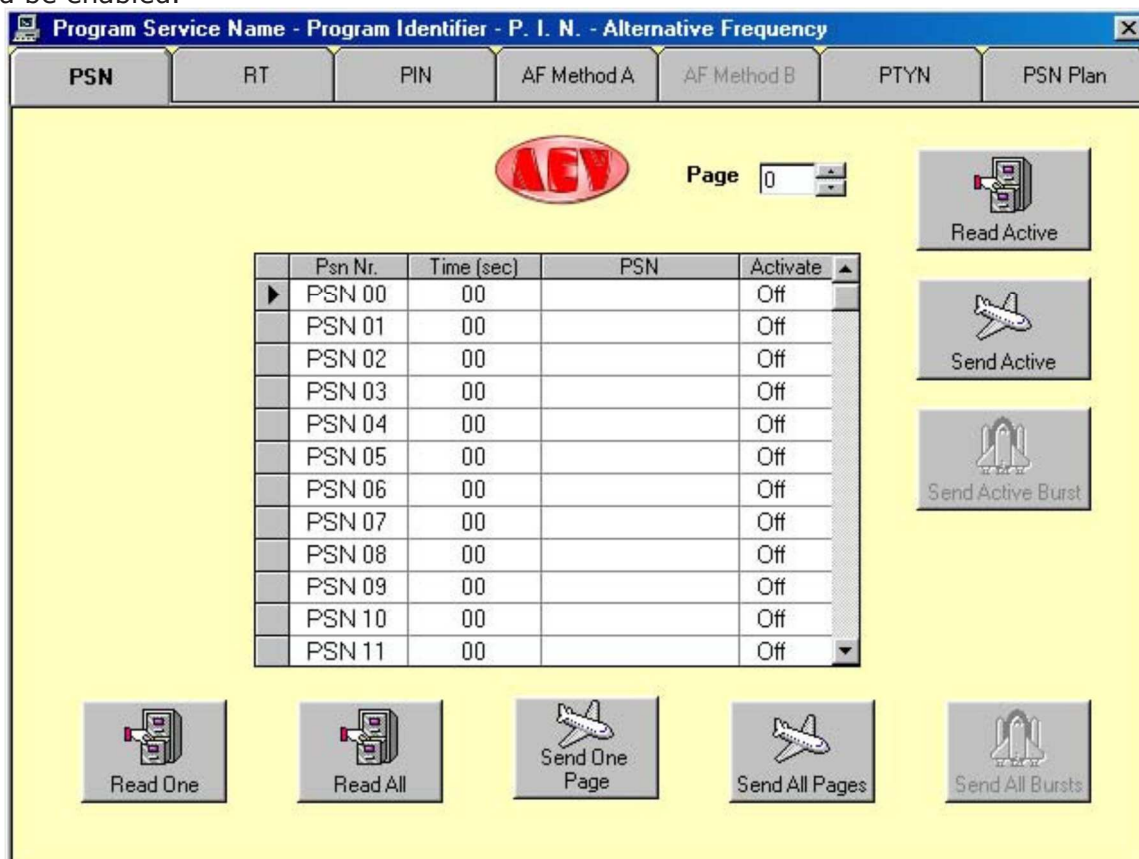 d be enabled.
Program Service Name - Program Identifier - P. I. N. - Alternative Frequency
PSN RT PIN AF Method A AF Method B PTYN PSN Plan
AEV Page 0
Read Active
Psn Nr. Time (sec) PSN Activate
PSN 00 00 Off
PSN 01 00 Off
PSN 02 00 Off
PSN 03 00 Off
PSN 04 00 Off
PSN 05 00 Off
PSN 06 00 Off
PSN 07 00 Off
PSN 08 00 Off
PSN 09 00 Off
PSN 10 00 Off
PSN 11 00 Off
Send Active
Send Active Burst
Read One
Read All
Send One
Page
Send All Pages
Send All Bursts